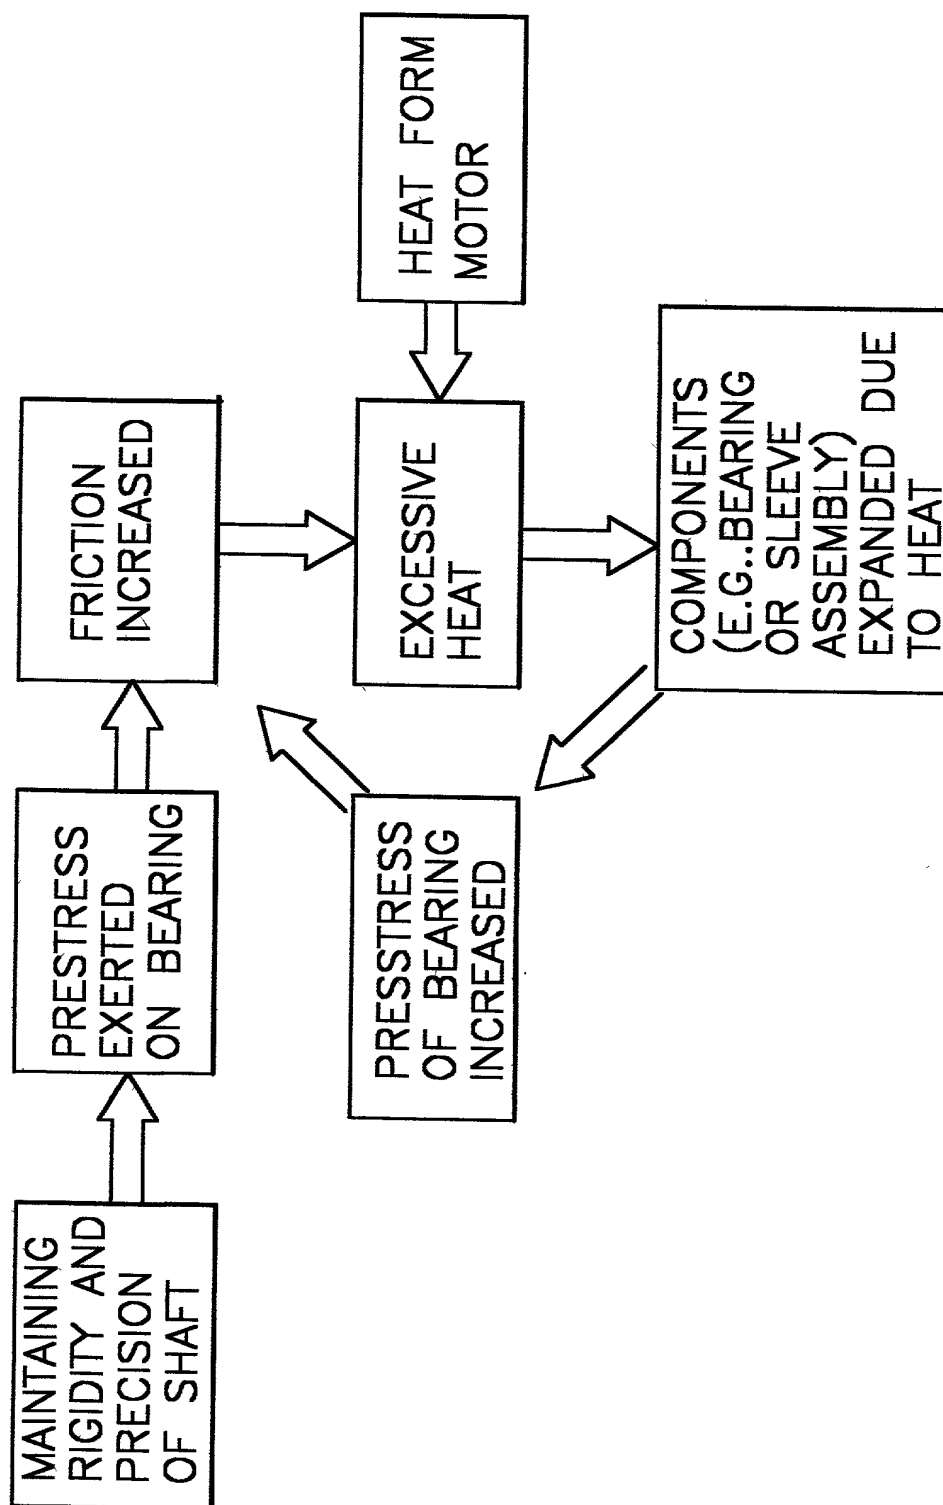 MAINTAINING
RIGIDITY AND
PRECISION
OF SHAFT
PRESTRESS
EXERTED
ON BEARING
FRICTION
INCREASED
HEAT FORM
MOTOR
EXCESSIVE
HEAT
COMPONENTS
(E.G..BEARING
OR SLEEVE
ASSEMBLY)
EXPANDED DUE
TO HEAT
PRESSTRESS
OF BEARING
INCREASED